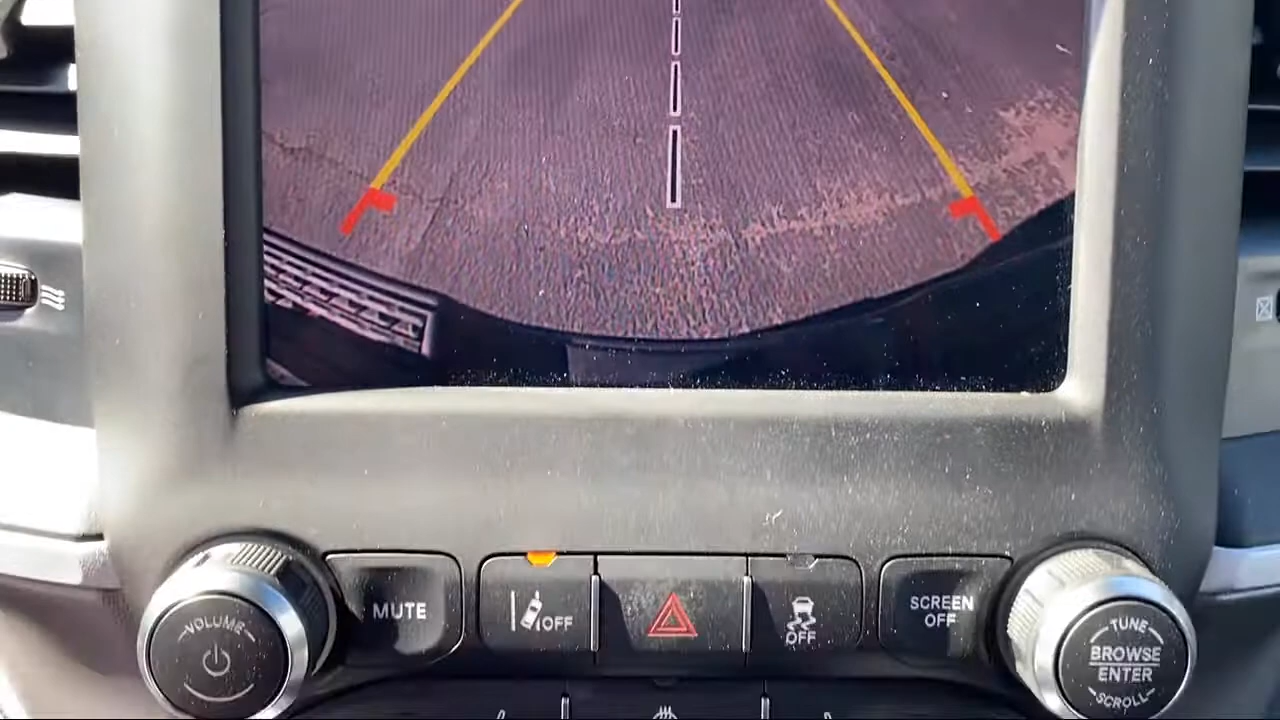 VOLUME
MUTE
OFF
OFF
SCREEN
OFF
TUNE
BROWSE
ENTER
SCROLL